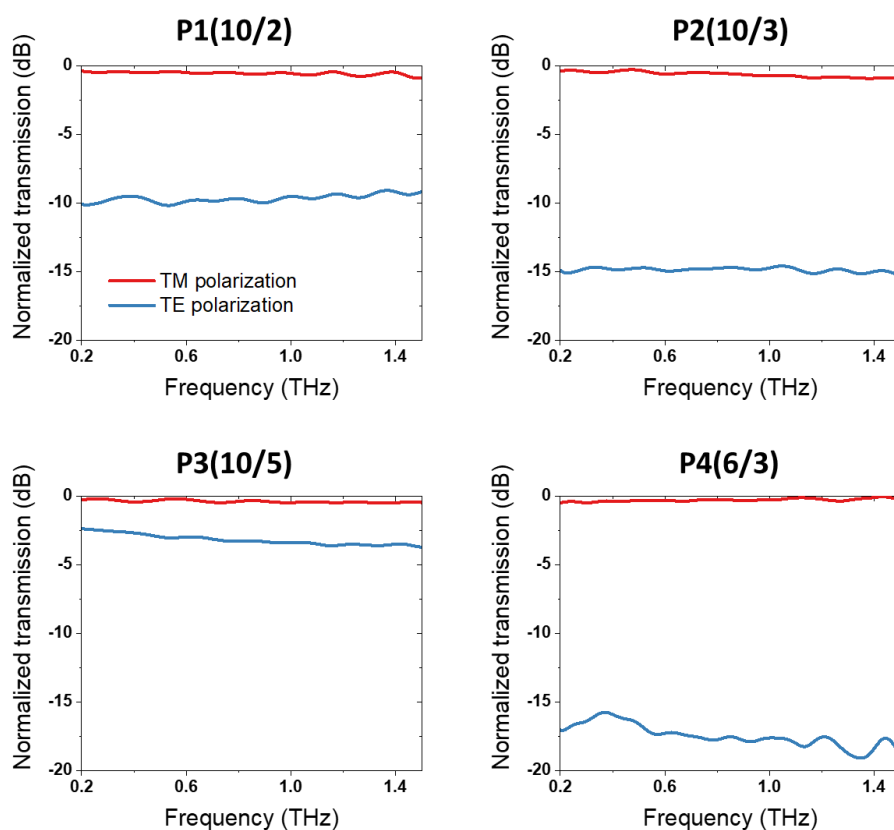 P1(10/2)
Normalized transmission (dB)
0
-5
-10
-15
-20
TM polarization
TE polarization
0.2 0.6 1.0 1.4
Frequency (THz)
P2(10/3)
Normalized transmission (dB)
0
-5
-10
-15
-20
0.2 0.6 1.0 1.4
Frequency (THz)
P3(10/5)
Normalized transmission (dB)
0
-5
-10
-15
-20
0.2 0.6 1.0 1.4
Frequency (THz)
P4(6/3)
Normalized transmission (dB)
0
-5
-10
-15
-20
0.2 0.6 1.0 1.4
Frequency (THz)